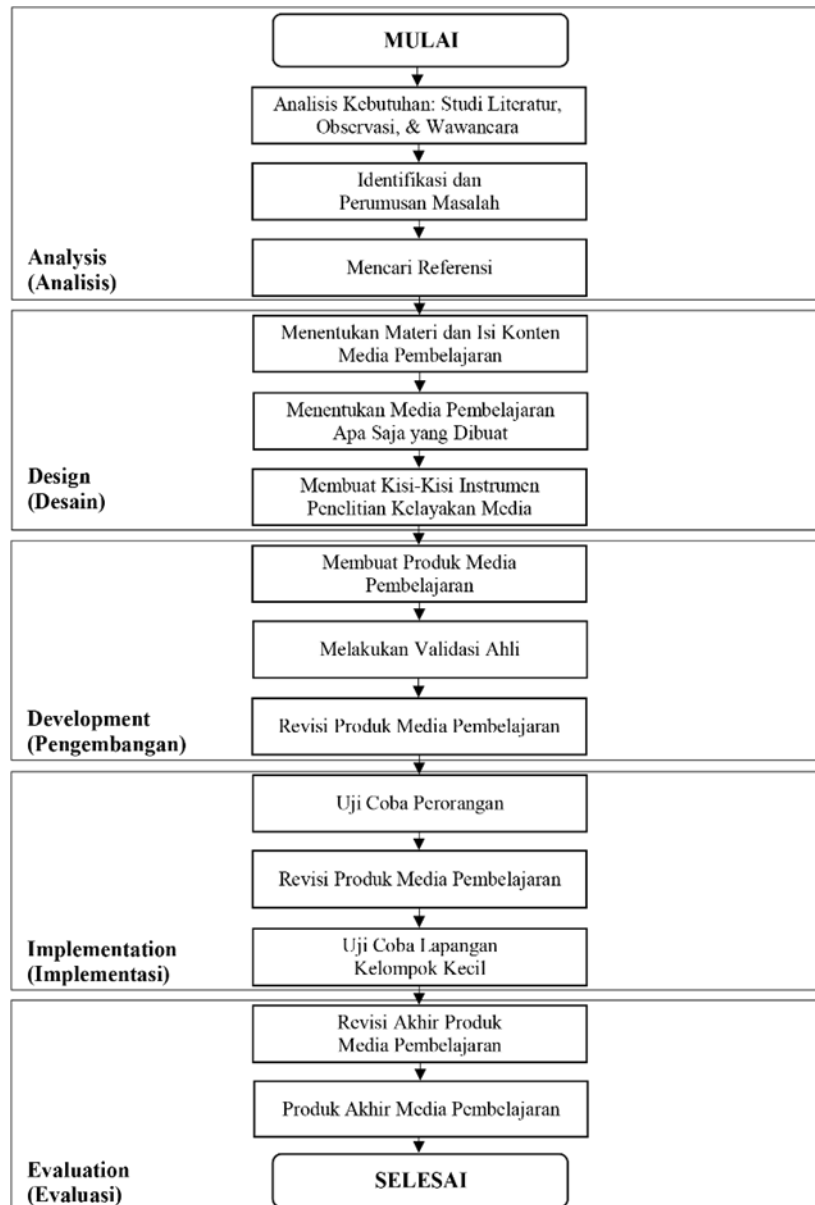 MULAI
Analisis Kebutuhan: Studi Literatur,
Observasi, & Wawancara
Identifikasi dan
Perumusan Masalah
Mencari Referensi
Analysis
(Analisis)
Menentukan Materi dan Isi Konten
Media Pembelajaran
Menentukan Media Pembelajaran
Apa Saja yang Dibuat
Membuat Kisi-Kisi Instrumen
Penelitian Kelayakan Media
Design
(Desain)
Membuat Produk Media
Pembelajaran
Melakukan Validasi Ahli
Revisi Produk Media Pembelajaran
Development
(Pengembangan)
Uji Coba Perorangan
Revisi Produk Media Pembelajaran
Uji Coba Lapangan
Kelompok Kecil
Implementation
(Implementasi)
Revisi Akhir Produk
Media Pembelajaran
Produk Akhir Media Pembelajaran
SELESAI
Evaluation
(Evaluasi)